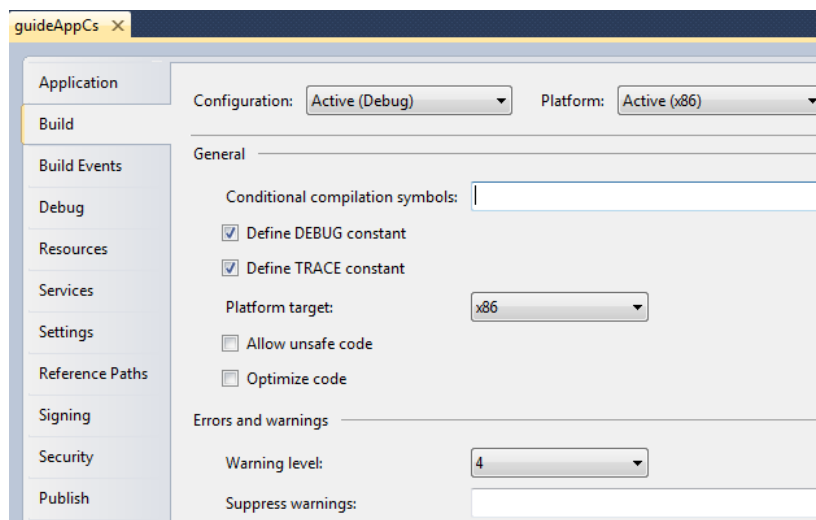 guideAppCs
Application
Build
Build Events
Debug
Resources
Services
Settings
Reference Paths
Signing
Security
Publish
Configuration: Active (Debug) Platform: Active (x86)
General
Conditional compilation symbols:
Define DEBUG constant
Define TRACE constant
Platform target: x86
Allow unsafe code
Optimize code
Errors and warnings
Warning level: 4
Suppress warnings: